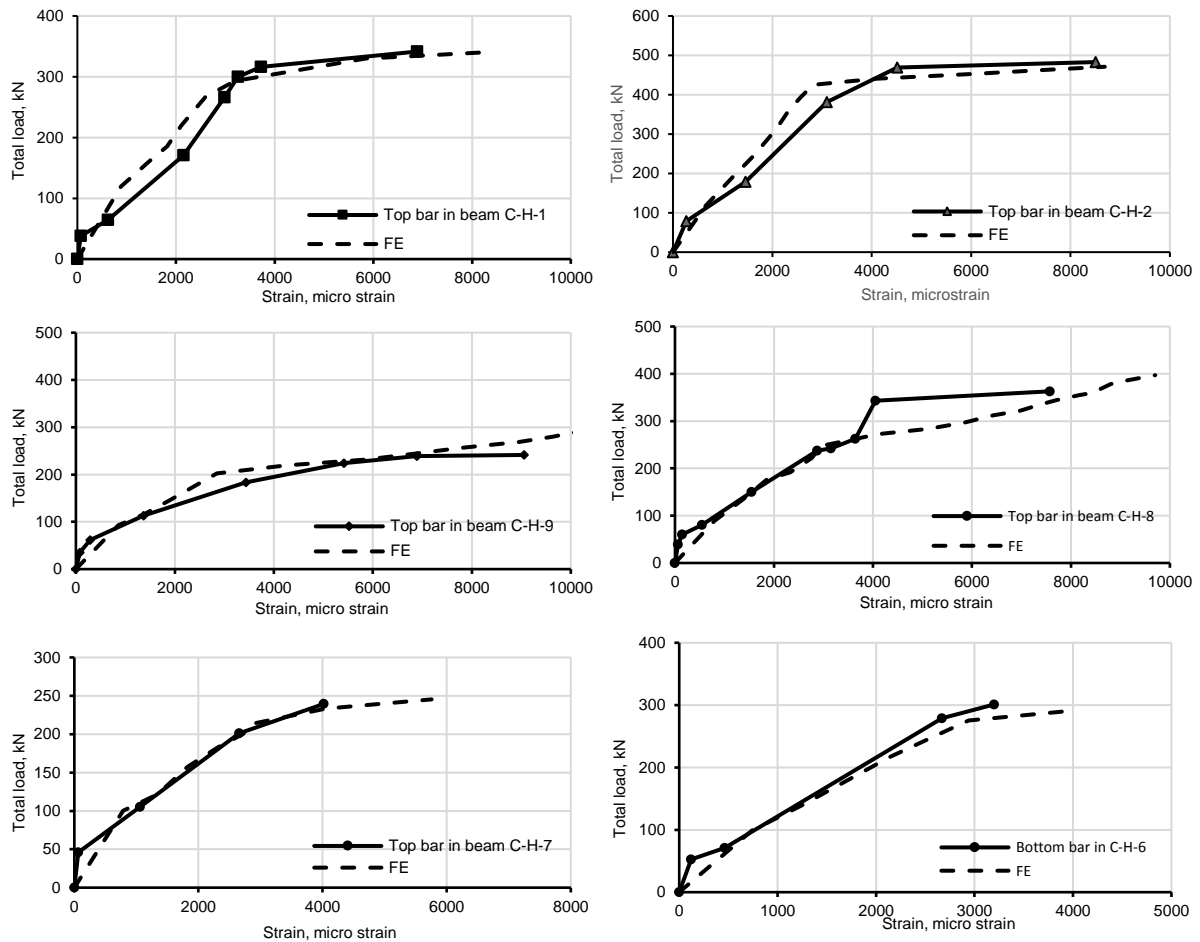 400
300
200
100
0
Total load, kN
Top bar in beam C-H-1
FE
0 2000 4000 6000 8000 10000
Strain, micro strain
600
500
400
300
200
100
0
Total load, kN
Top bar in beam C-H-2
FE
0 2000 4000 6000 8000 10000
Strain, microstrain
500
400
300
200
100
0
Total load, kN
Top bar in beam C-H-9
FE
0 2000 4000 6000 8000 10000
Strain, micro strain
500
400
300
200
100
0
Total load, kN
Top bar in beam C-H-8
FE
0 2000 4000 6000 8000 10000
Strain, micro strain
300
250
200
150
100
50
0
Total load, kN
Top bar in beam C-H-7
FE
0 2000 4000 6000 8000
Strain, micro strain
400
300
200
100
0
Total load, kN
Bottom bar in C-H-6
FE
0 1000 2000 3000 4000 5000
Strain, micro strain